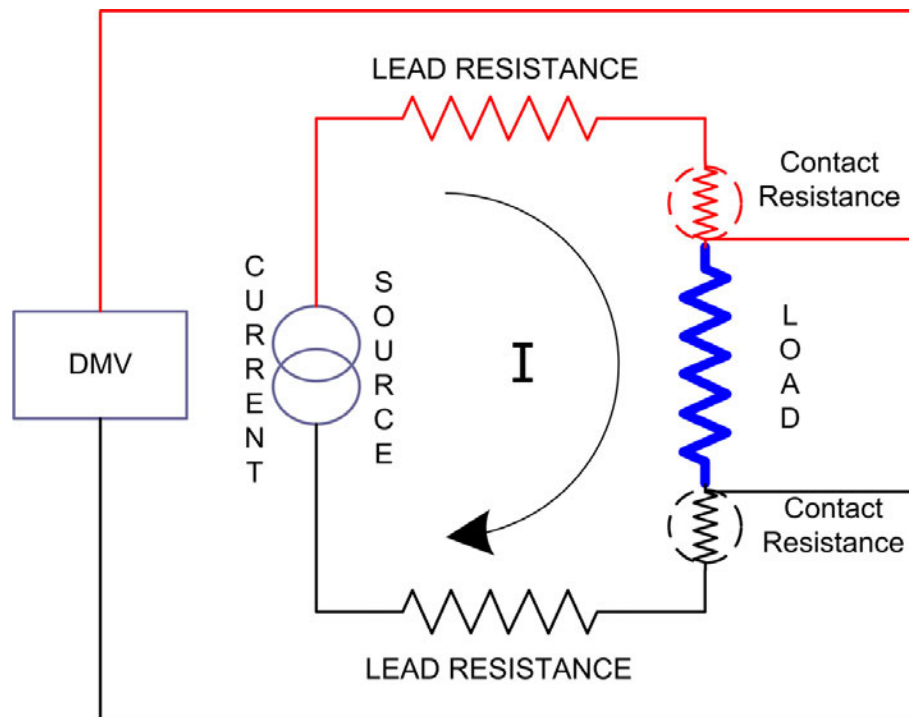 LEAD RESISTANCE
Contact
Resistance
CURRENT
SOURCE
DMV
I
LOAD
Contact
Resistance
LEAD RESISTANCE